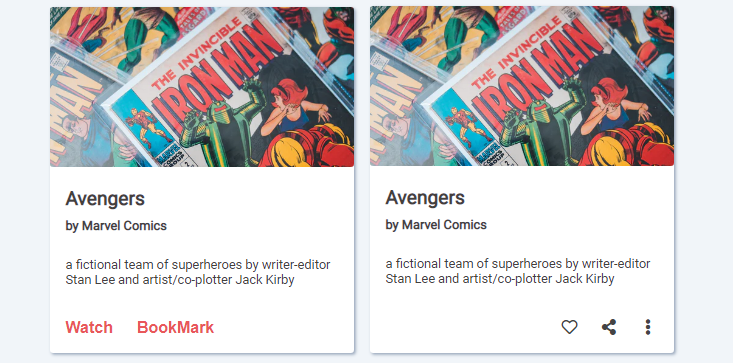 THE INVINCIBLE
IRON MAN
Avengers
by Marvel Comics
a fictional team of superheroes by writer-editor
Stan Lee and artist/co-plotter Jack Kirby
Watch BookMark
THE INVINCIBLE
IRON MAN
Avengers
by Marvel Comics
a fictional team of superheroes by writer-editor
Stan Lee and artist/co-plotter Jack Kirby